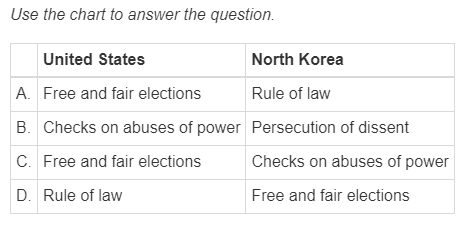 Use the chart to answer the question.
United States North Korea
A. Free and fair elections Rule of law
B. Checks on abuses of power Persecution of dissent
C. Free and fair elections Checks on abuses of power
D. Rule of law Free and fair elections